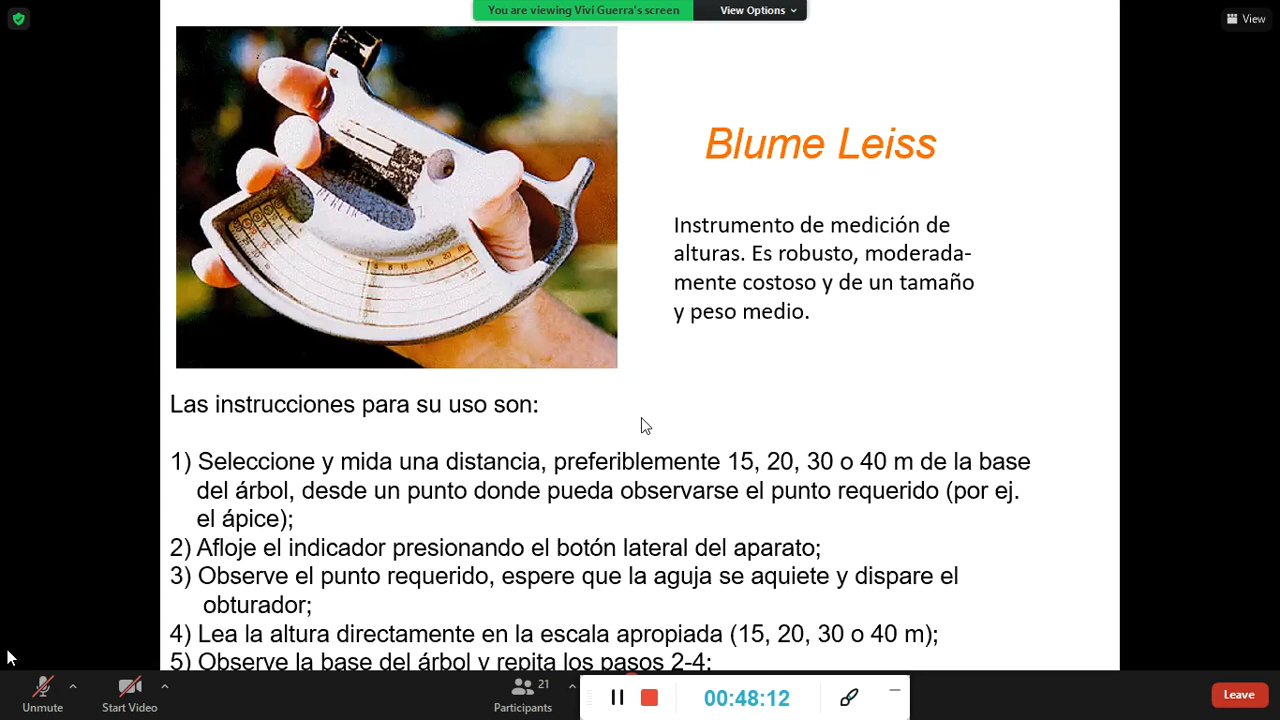 You are viewing Vivi Guerra's screen
View Options
View
Blume Leiss
Instrumento de medición de
alturas. Es robusto, moderada-
mente costoso y de un tamaño
y peso medio.
Las instrucciones para su uso son:
1) Seleccione y mida una distancia, preferiblemente 15, 20, 30 o 40 m de la base
del árbol, desde un punto donde pueda observarse el punto requerido (por ej.
el ápice);
2) Afloje el indicador presionando el botón lateral del aparato;
3) Observe el punto requerido, espere que la aguja se aquiete y dispare el
obturador;
4) Lea la altura directamente en la escala apropiada (15, 20, 30 o 40 m);
5) Observe la base del árbol y repita los pasos 2-4;
Unmute
Start Video
21
Participants
00:48:12
Leave